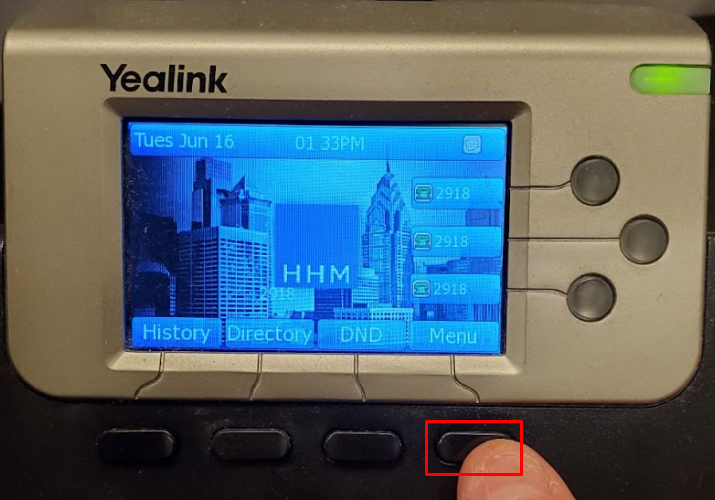 Yealink
Tues Jun 16 01 33PM
2918
2918
HHM
2918
2918
History Directory DND Menu